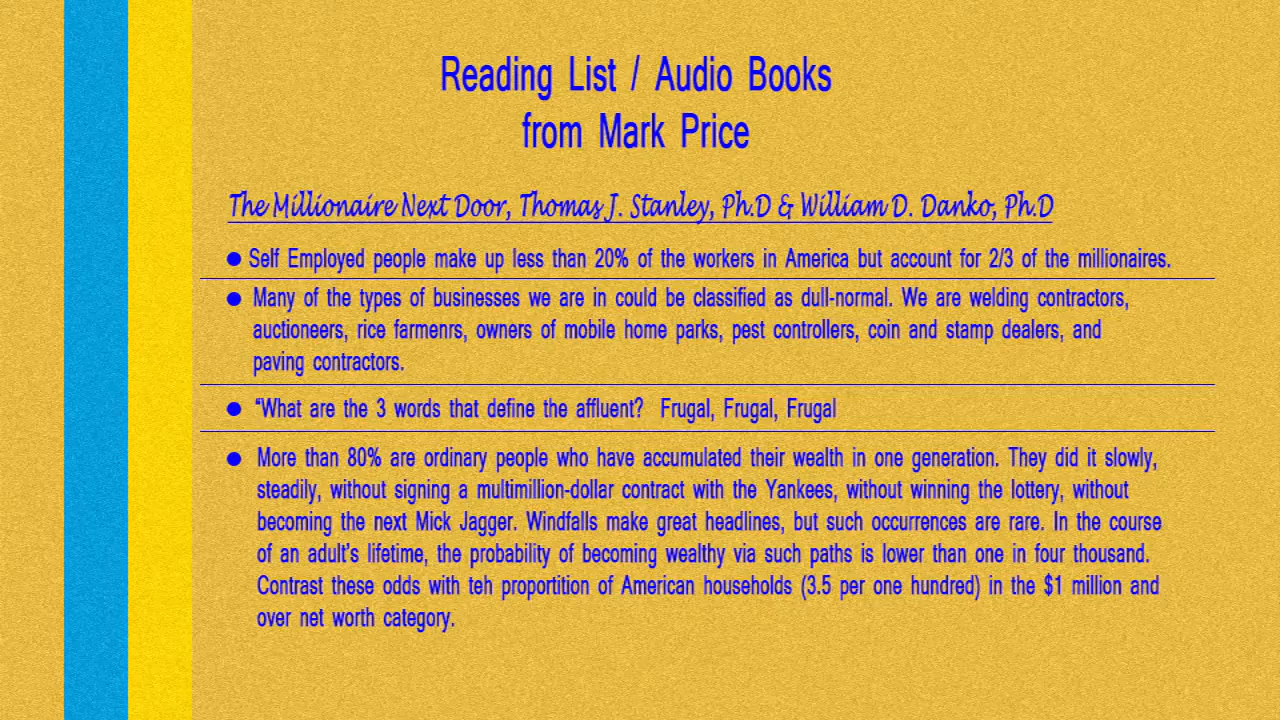 Reading List / Audio Books
from Mark Price
The Millionaire Next Door, Thomas J. Stanley, Ph.D & William D. Danko, Ph.D
● Self Employed people make up less than 20% of the workers in America but account for 2/3 of the millionaires.
● Many of the types of businesses we are in could be classified as dull-normal. We are welding contractors,
auctioneers, rice farmenrs, owners of mobile home parks, pest controllers, coin and stamp dealers, and
paving contractors.
● “What are the 3 words that define the affluent? Frugal, Frugal, Frugal
● More than 80% are ordinary people who have accumulated their wealth in one generation. They did it slowly,
steadily, without signing a multimillion-dollar contract with the Yankees, without winning the lottery, without
becoming the next Mick Jagger. Windfalls make great headlines, but such occurrences are rare. In the course
of an adult's lifetime, the probability of becoming wealthy via such paths is lower than one in four thousand.
Contrast these odds with teh proportition of American households (3.5 per one hundred) in the $1 million and
over net worth category.